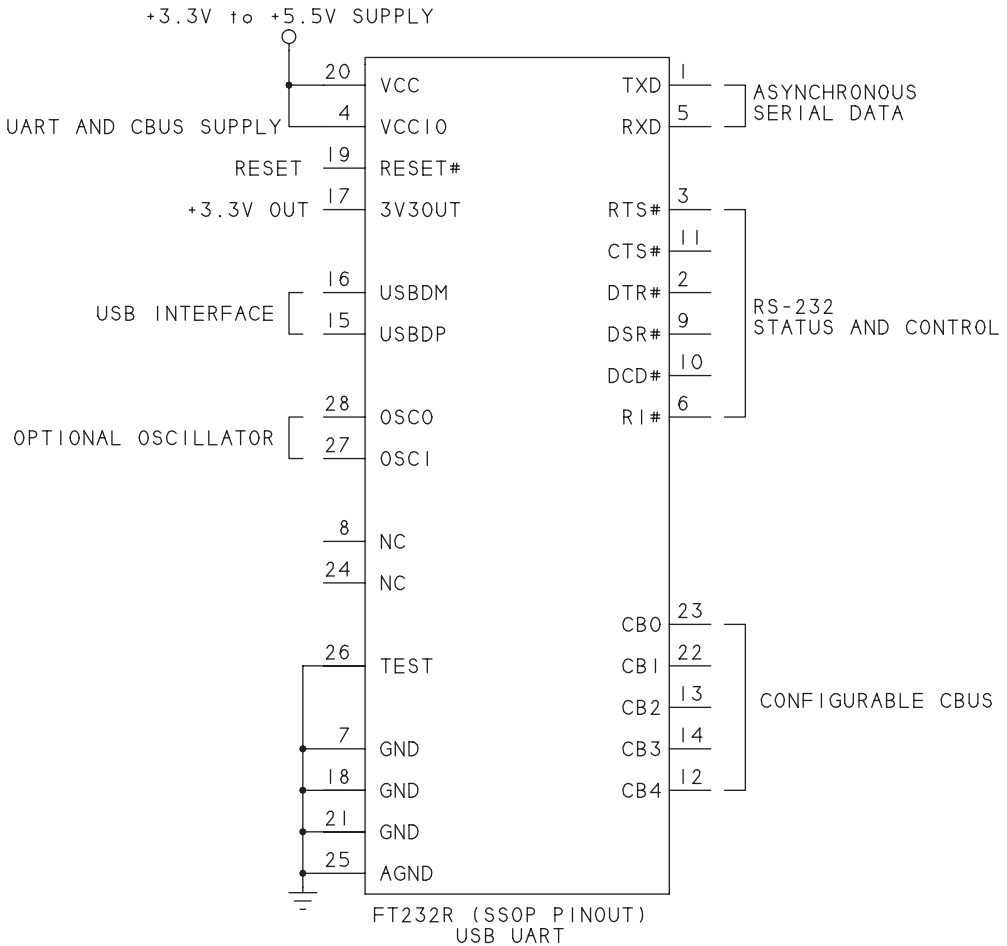 +3.3V to +5.5V SUPPLY
20 VCC
UART AND CBUS SUPPLY 4 VCCIO
RESET 19 RESET#
+3.3V OUT 17 3V3OUT
USB INTERFACE
16 USBDM
15 USBDP
OPTIONAL OSCILLATOR
28 OSCO
27 OSCI
8 NC
24 NC
26 TEST
7 GND
18 GND
21 GND
25 AGND
TXD 1
RXD 5
ASYNCHRONOUS
SERIAL DATA
RTS# 3
CTS# 11
DTR# 2
DSR# 9
DCD# 10
RI# 6
RS-232
STATUS AND CONTROL
CB0 23
CB1 22
CB2 13
CB3 14
CB4 12
CONFIGURABLE CBUS
FT232R (SSOP PINOUT)
USB UART